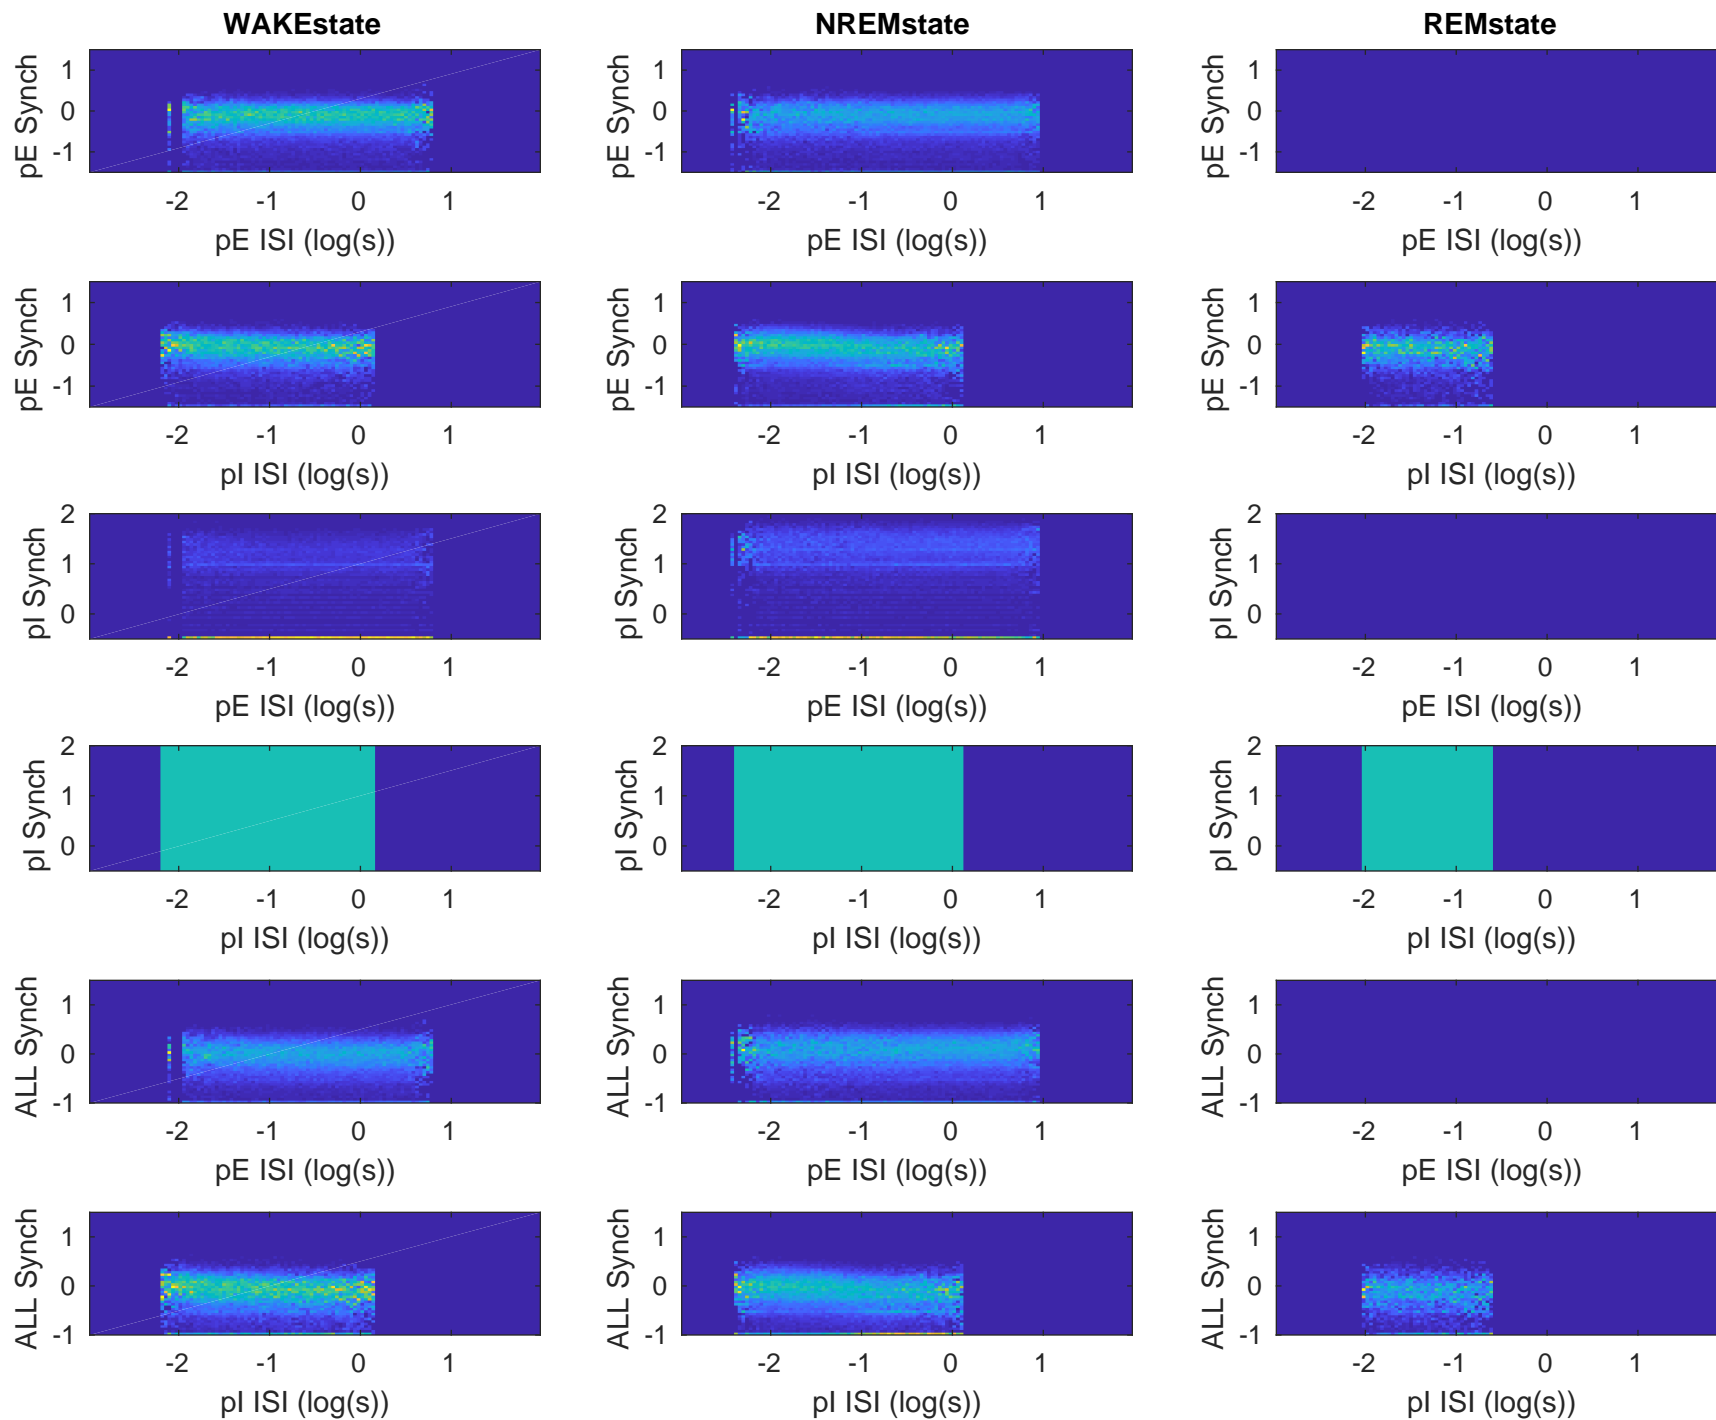 WAKEstate NREMstate REMstate
pE Synch pE Synch pE Synch
1 1 1
0 0 0
-1 -1 -1
-2 -1 0 1 -2 -1 0 1 -2 -1 0 1
pE ISI (log(s)) pE ISI (log(s)) pE ISI (log(s))
pE Synch pE Synch pE Synch
1 1 1
0 0 0
-1 -1 -1
-2 -1 0 1 -2 -1 0 1 -2 -1 0 1
pI ISI (log(s)) pI ISI (log(s)) pI ISI (log(s))
pI Synch pI Synch pI Synch
2 2 2
1 1 1
0 0 0
-2 -1 0 1 -2 -1 0 1 -2 -1 0 1
pE ISI (log(s)) pE ISI (log(s)) pE ISI (log(s))
pI Synch pI Synch pI Synch
2 2 2
1 1 1
0 0 0
-2 -1 0 1 -2 -1 0 1 -2 -1 0 1
pI ISI (log(s)) pI ISI (log(s)) pI ISI (log(s))
ALL Synch ALL Synch ALL Synch
1 1 1
0 0 0
-1 -1 -1
-2 -1 0 1 -2 -1 0 1 -2 -1 0 1
pE ISI (log(s)) pE ISI (log(s)) pE ISI (log(s))
ALL Synch ALL Synch ALL Synch
1 1 1
0 0 0
-1 -1 -1
-2 -1 0 1 -2 -1 0 1 -2 -1 0 1
pI ISI (log(s)) pI ISI (log(s)) pI ISI (log(s))